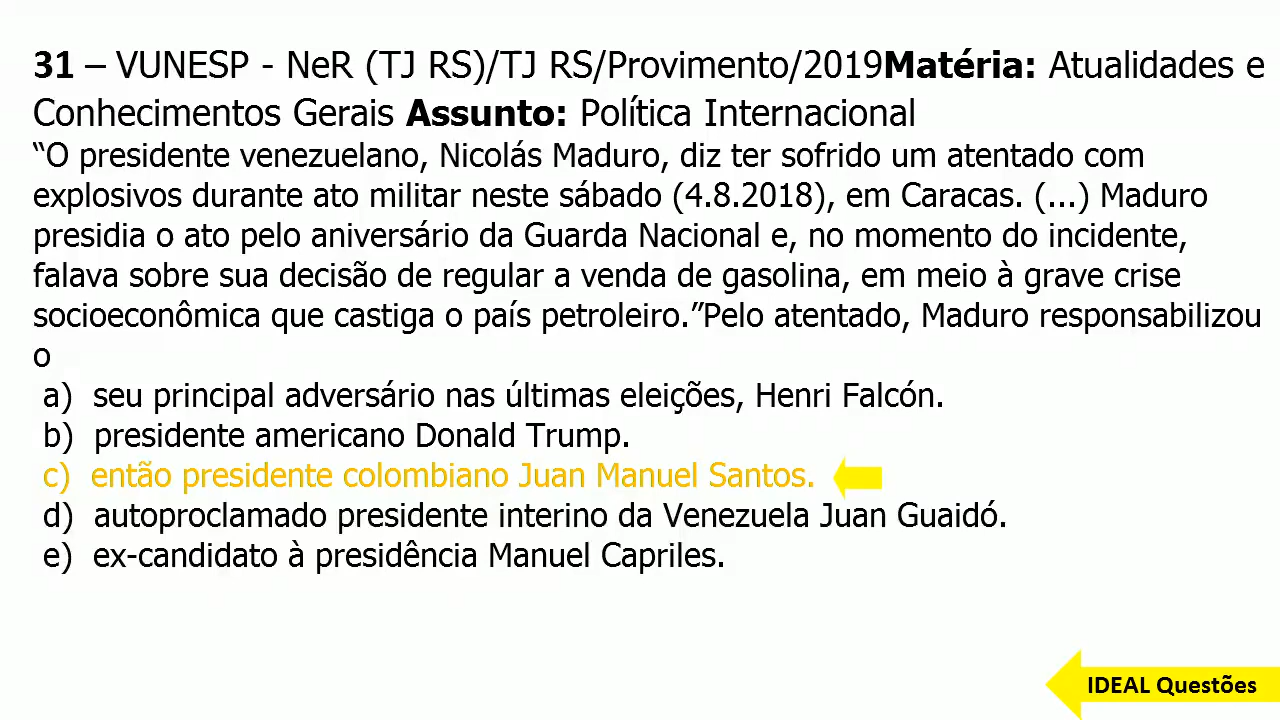 31 – VUNESP - NeR (TJ RS)/TJ RS/Provimento/2019Matéria: Atualidades e
Conhecimentos Gerais Assunto: Política Internacional
“O presidente venezuelano, Nicolás Maduro, diz ter sofrido um atentado com
explosivos durante ato militar neste sábado (4.8.2018), em Caracas. (...) Maduro
presidia o ato pelo aniversário da Guarda Nacional e, no momento do incidente,
falava sobre sua decisão de regular a venda de gasolina, em meio à grave crise
socioeconômica que castiga o país petroleiro.”Pelo atentado, Maduro responsabilizou
o
a) seu principal adversário nas últimas eleições, Henri Falcón.
b) presidente americano Donald Trump.
c) então presidente colombiano Juan Manuel Santos.
d) autoproclamado presidente interino da Venezuela Juan Guaidó.
e) ex-candidato à presidência Manuel Capriles.
IDEAL Questões